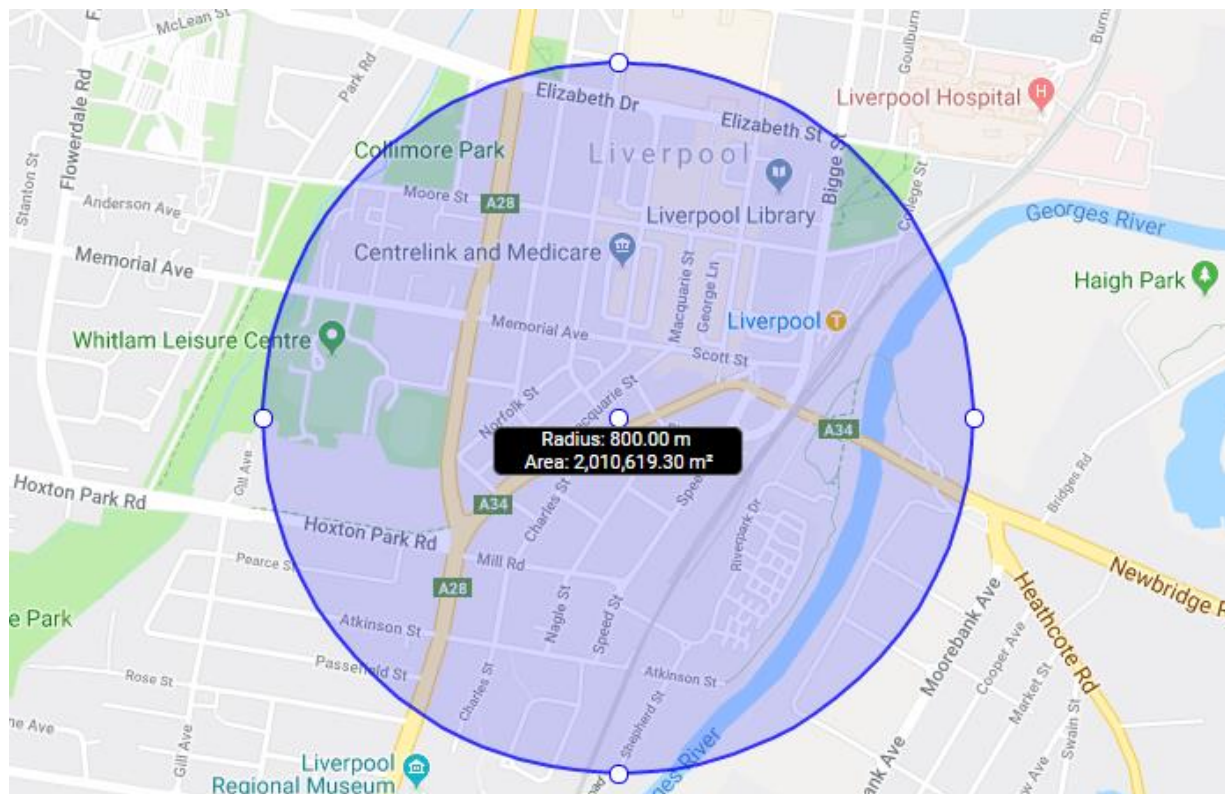 McLean St
Park Rd
Flowerdale Rd
Stanton St
Goulburn
Elizabeth Dr
Elizabeth St
Liverpool Hospital
H
Collimore Park
Liverpool
Bigge St
College St
Moore St
A28
Anderson Ave
Liverpool Library
Georges River
Memorial Ave
Centrelink and Medicare
Macquarie St
George Ln
Haigh Park
Liverpool
T
Whitlam Leisure Centre
Memorial Ave
Scott St
Norfolk St
acquarie St
Radius: 800.00 m
Area: 2,010,619.30 m²
A34
Gill Ave
Bridges Rd
Hoxton Park Rd
A34
Charles St
Speed
Riverpark Dr
Hoxton Park Rd
Pearce St
Mill Rd
A28
Newbridge R
Heathcote Rd
Moorebank Ave
e Park
Atkinson St
Nagle St
Speed St
Cooper Ave
Market St
Passefield St
Atkinson St
Rose St
Charles St
Shepherd St
Swain St
ne Ave
Gill Ave
Liverpool
Regional Museum
ges River
bank Ave